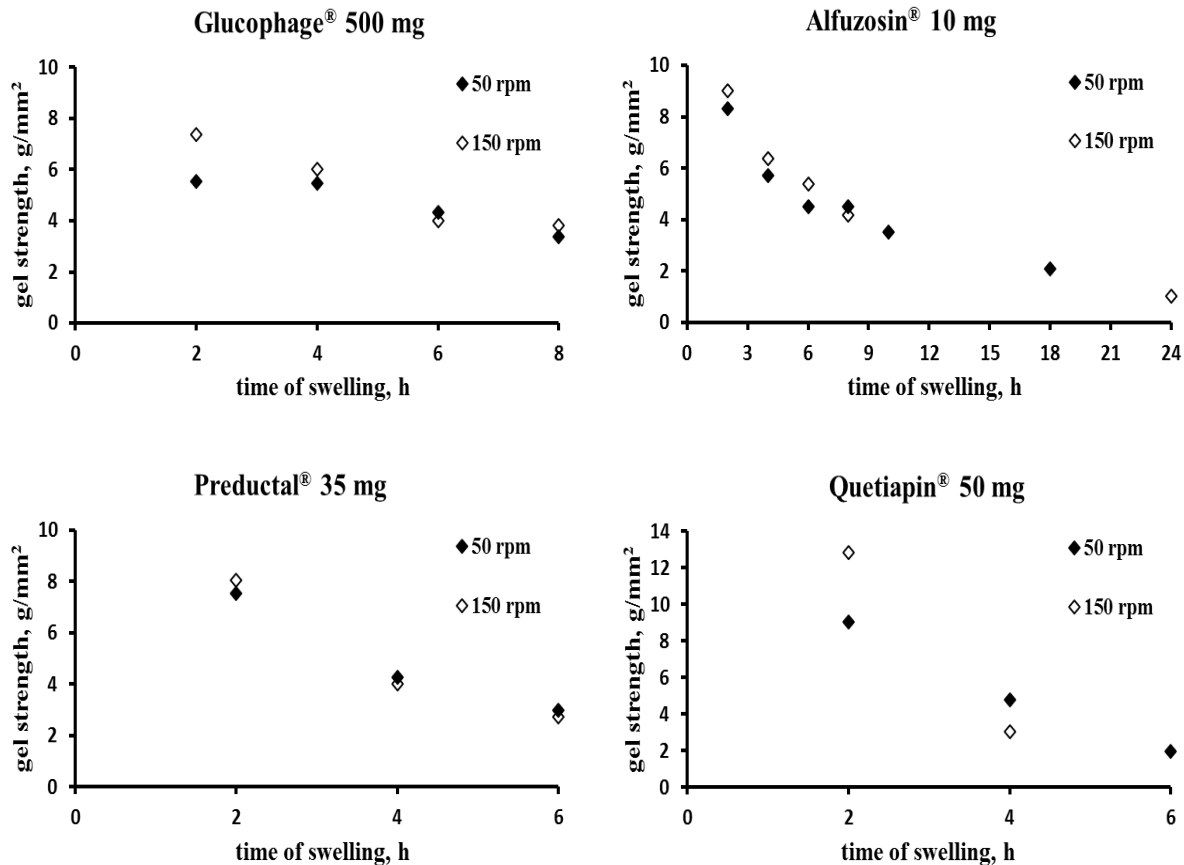 Glucophage® 500 mg
10
8
6
4
2
0
0
2
4
6
8
gel strength, g/mm²
time of swelling, h
50 rpm
150 rpm
Alfuzosin® 10 mg
10
8
6
4
2
0
0
3
6
9
12
15
18
21
24
gel strength, g/mm²
time of swelling, h
50 rpm
150 rpm
Preductal® 35 mg
10
8
6
4
2
0
0
2
4
6
gel strength, g/mm²
time of swelling, h
50 rpm
150 rpm
Quetiapin® 50 mg
14
12
10
8
6
4
2
0
0
2
4
6
gel strength, g/mm²
time of swelling, h
50 rpm
150 rpm